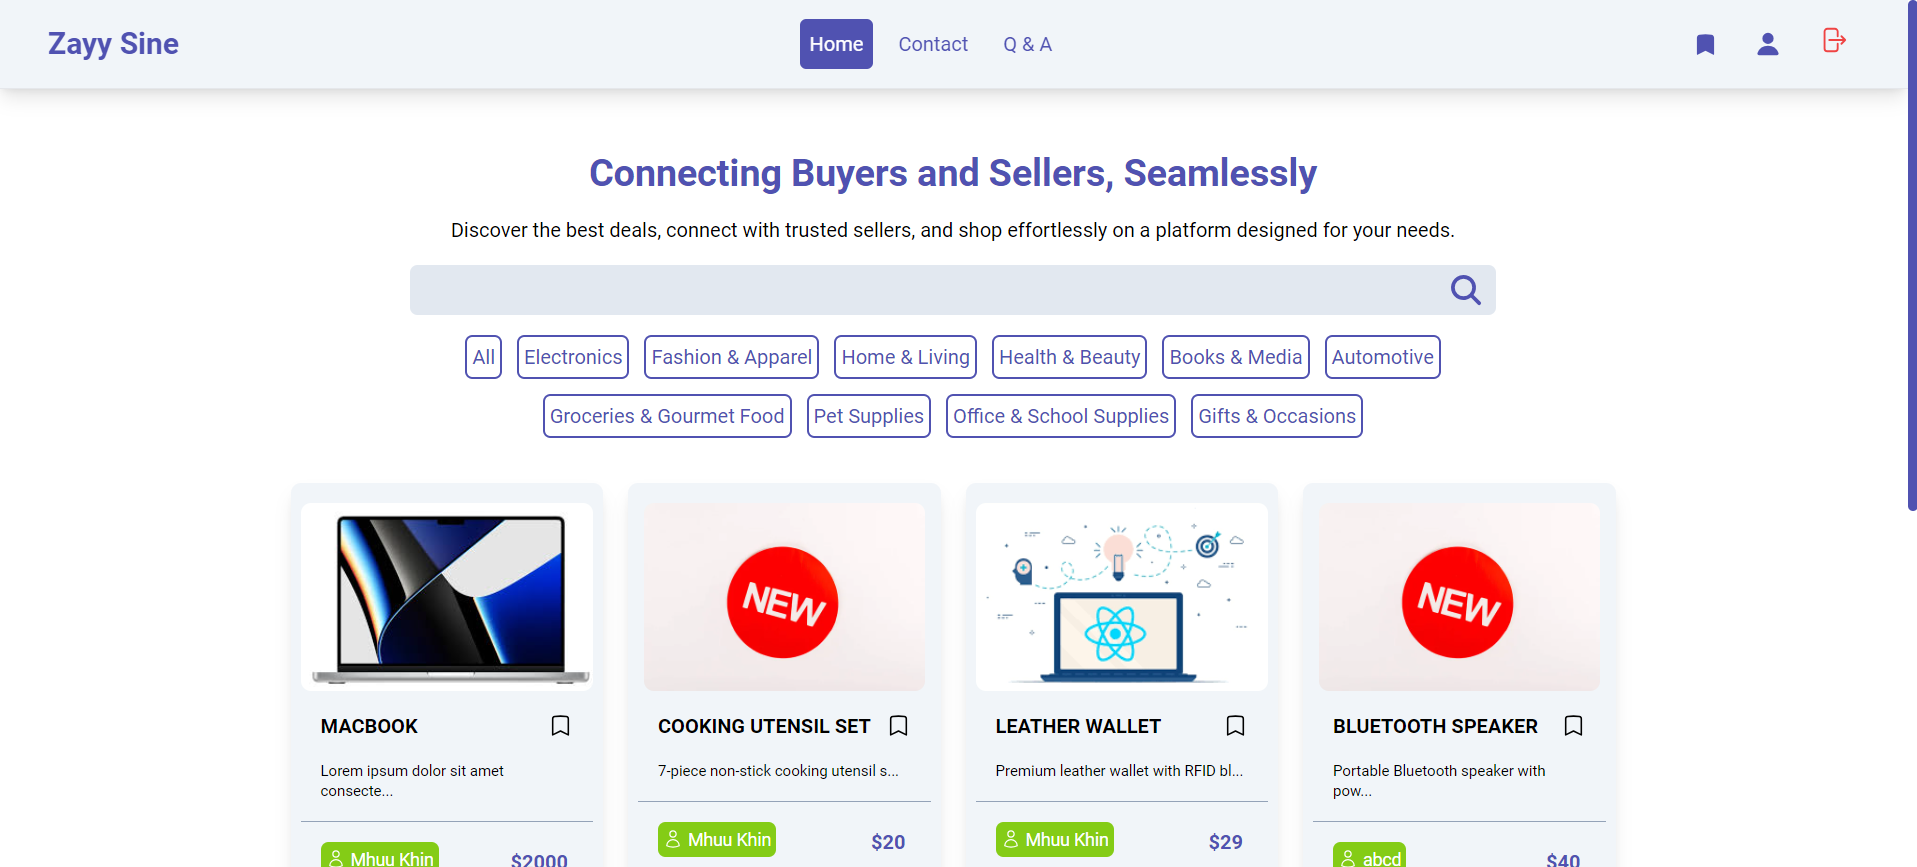 Zayy Sine
Home Contact Q & A
Connecting Buyers and Sellers, Seamlessly
Discover the best deals, connect with trusted sellers, and shop effortlessly on a platform designed for your needs.
All Electronics Fashion & Apparel Home & Living Health & Beauty Books & Media Automotive
Groceries & Gourmet Food Pet Supplies Office & School Supplies Gifts & Occasions
NEW
NEW
MACBOOK
Lorem ipsum dolor sit amet
consecte...
Mhuu Khin $2000
COOKING UTENSIL SET
7-piece non-stick cooking utensil s...
Mhuu Khin $20
LEATHER WALLET
Premium leather wallet with RFID bl...
Mhuu Khin $29
BLUETOOTH SPEAKER
Portable Bluetooth speaker with
pow...
abcd $40